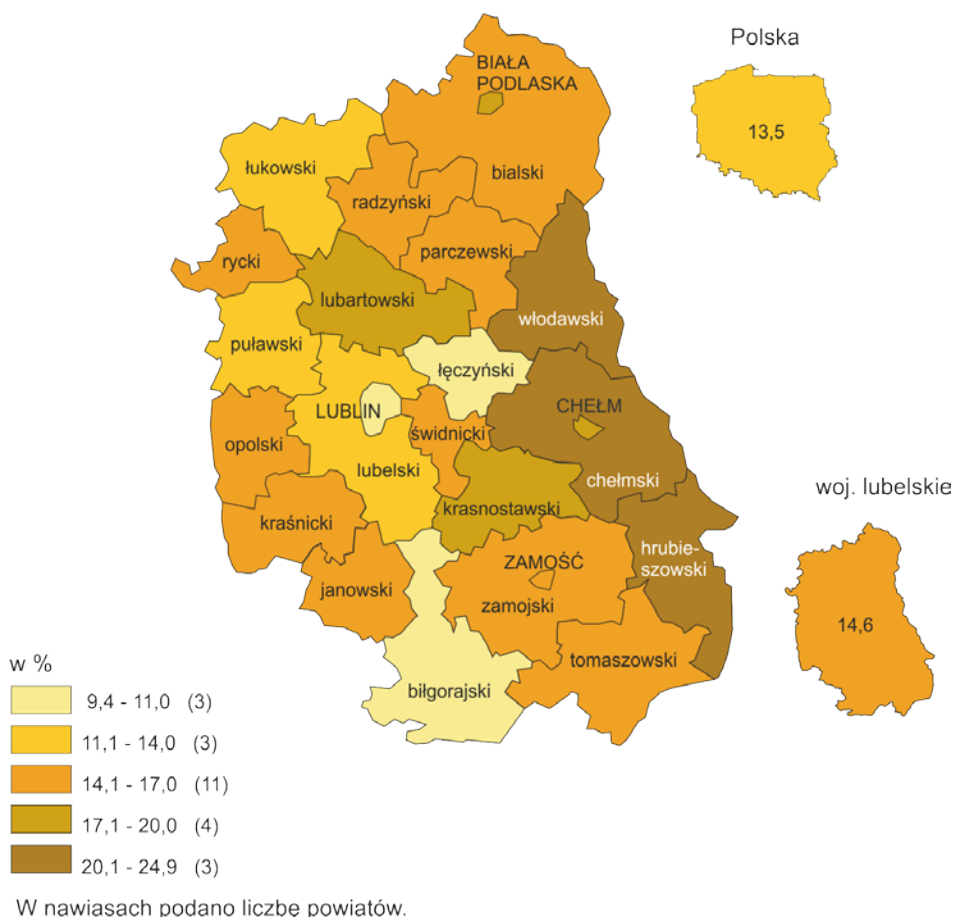 Polska
13,5
BIAŁA
PODLASKA
łukowski
bialski
radzyński
parczewski
rycki
lubartowski
włodawski
puławski
łęczyński
LUBLIN
CHEŁM
świdnicki
opolski
lubelski
chełmski
woj. lubelskie
krasnostawski
kraśnicki
hrubie-
szowski
ZAMOŚĆ
janowski
zamojski
14,6
tomaszowski
biłgorajski
w %
9,4 - 11,0 (3)
11,1 - 14,0 (3)
14,1 - 17,0 (11)
17,1 - 20,0 (4)
20,1 - 24,9 (3)
W nawiasach podano liczbę powiatów.